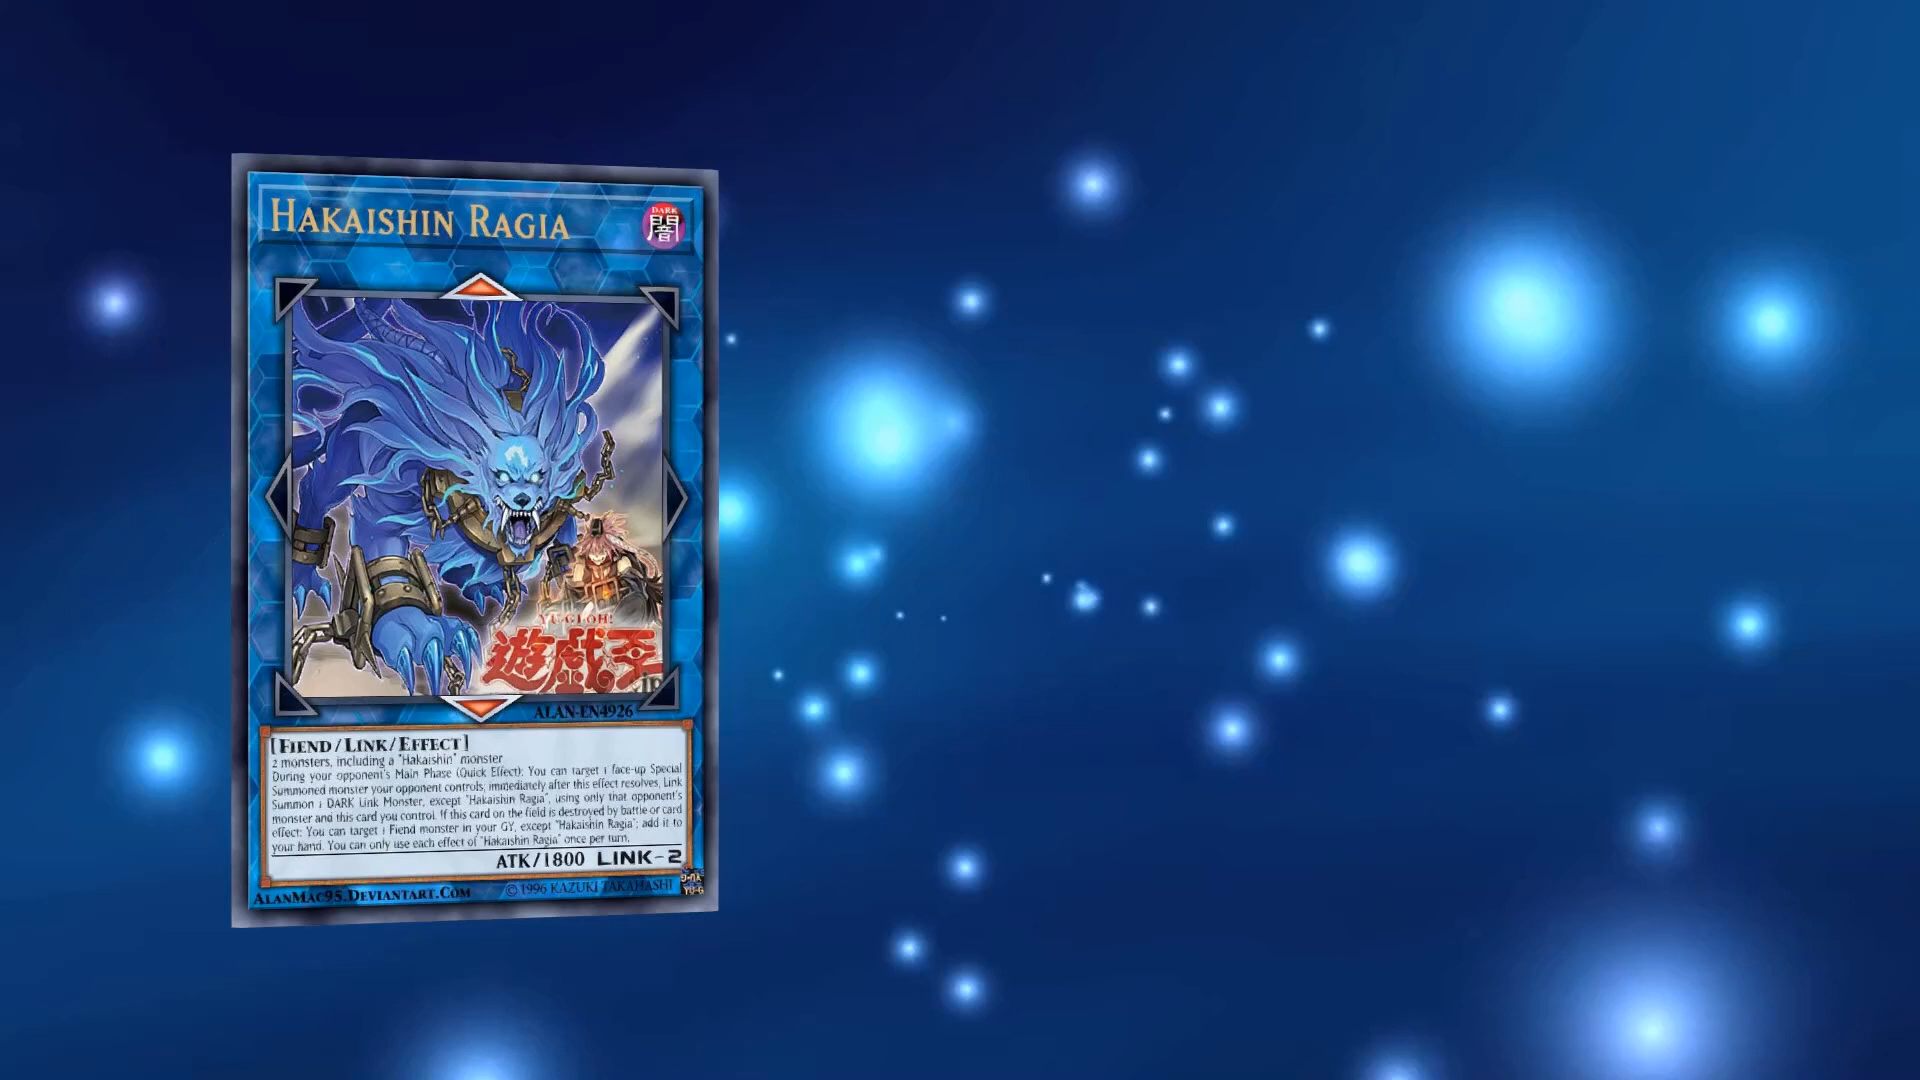 HAKAISHIN RAGIA
DARK
闇
YU-GI-OH!
遊戯王
.jp
ALAN-EN4926
[FIEND/LINK/EFFECT]
2 monsters, including a "Hakaishin" monster
During your opponent's Main Phase (Quick Effect): You can target 1 face-up Special
Summoned monster your opponent controls; immediately after this effect resolves, Link
Summon 1 DARK Link Monster, except "Hakaishin Ragia", using only that opponent's
monster and this card you control. If this card on the field is destroyed by battle or card
effect: You can target 1 Fiend monster in your GY, except "Hakaishin Ragia"; add it to
your hand. You can only use each effect of "Hakaishin Ragia" once per turn.
ATK/1800 LINK-2
ALANMAC95.DEVIANTART.COM
©1996 KAZUKI TAKAHASHI